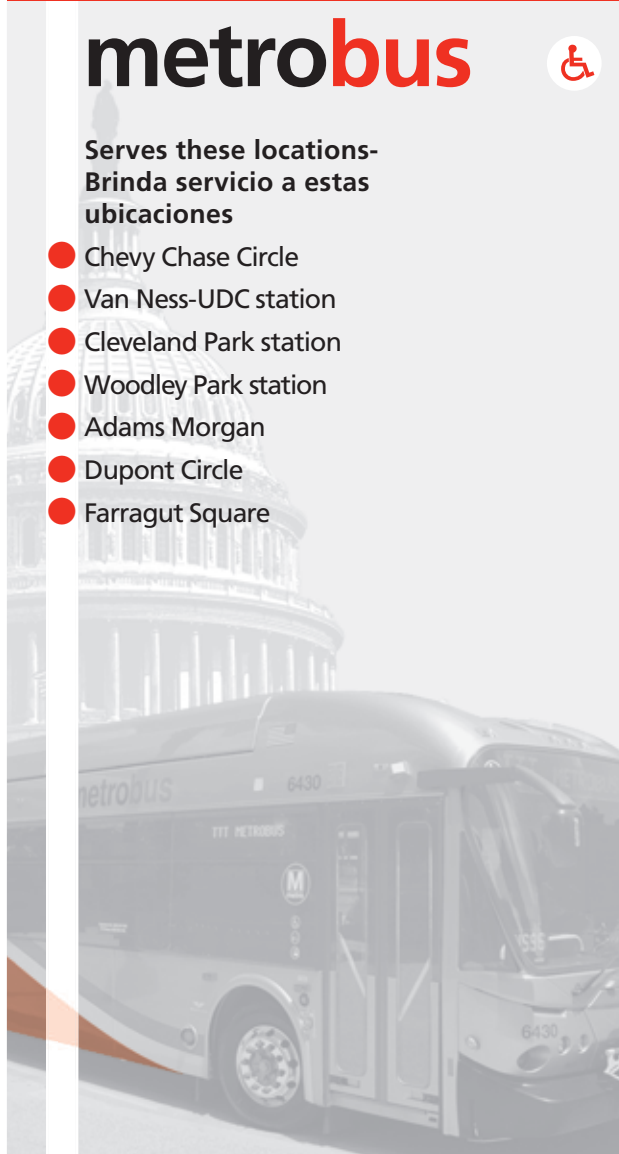 metrobus
Serves these locations-
Brinda servicio a estas
ubicaciones
Chevy Chase Circle
Van Ness-UDC station
Cleveland Park station
Woodley Park station
Adams Morgan
Dupont Circle
Farragut Square
metrobus
6430
TTT METROBUS
M
6430